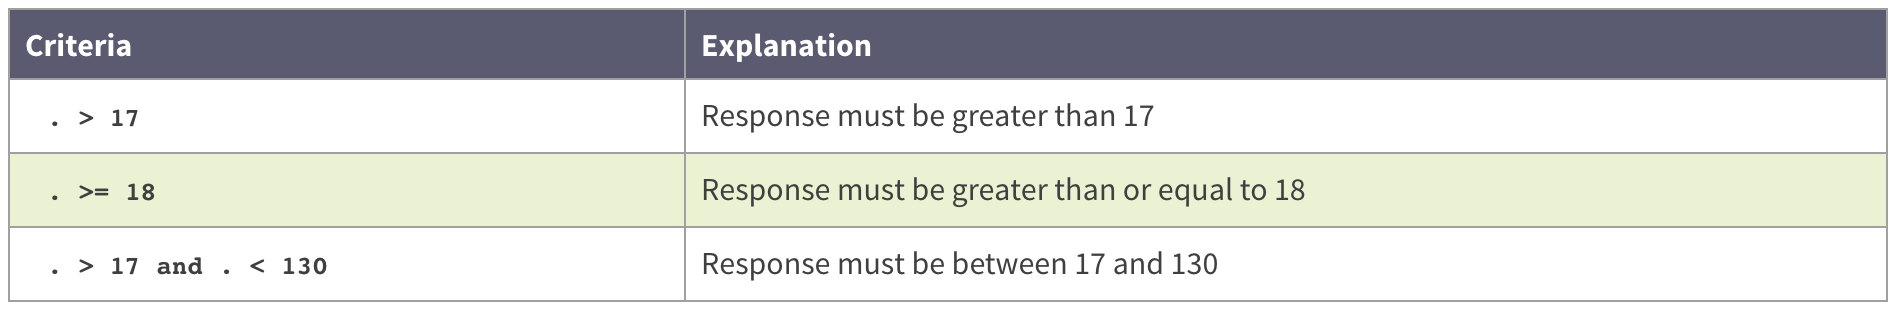 Criteria Explanation
. > 17 Response must be greater than 17
. >= 18 Response must be greater than or equal to 18
. > 17 and . < 130 Response must be between 17 and 130